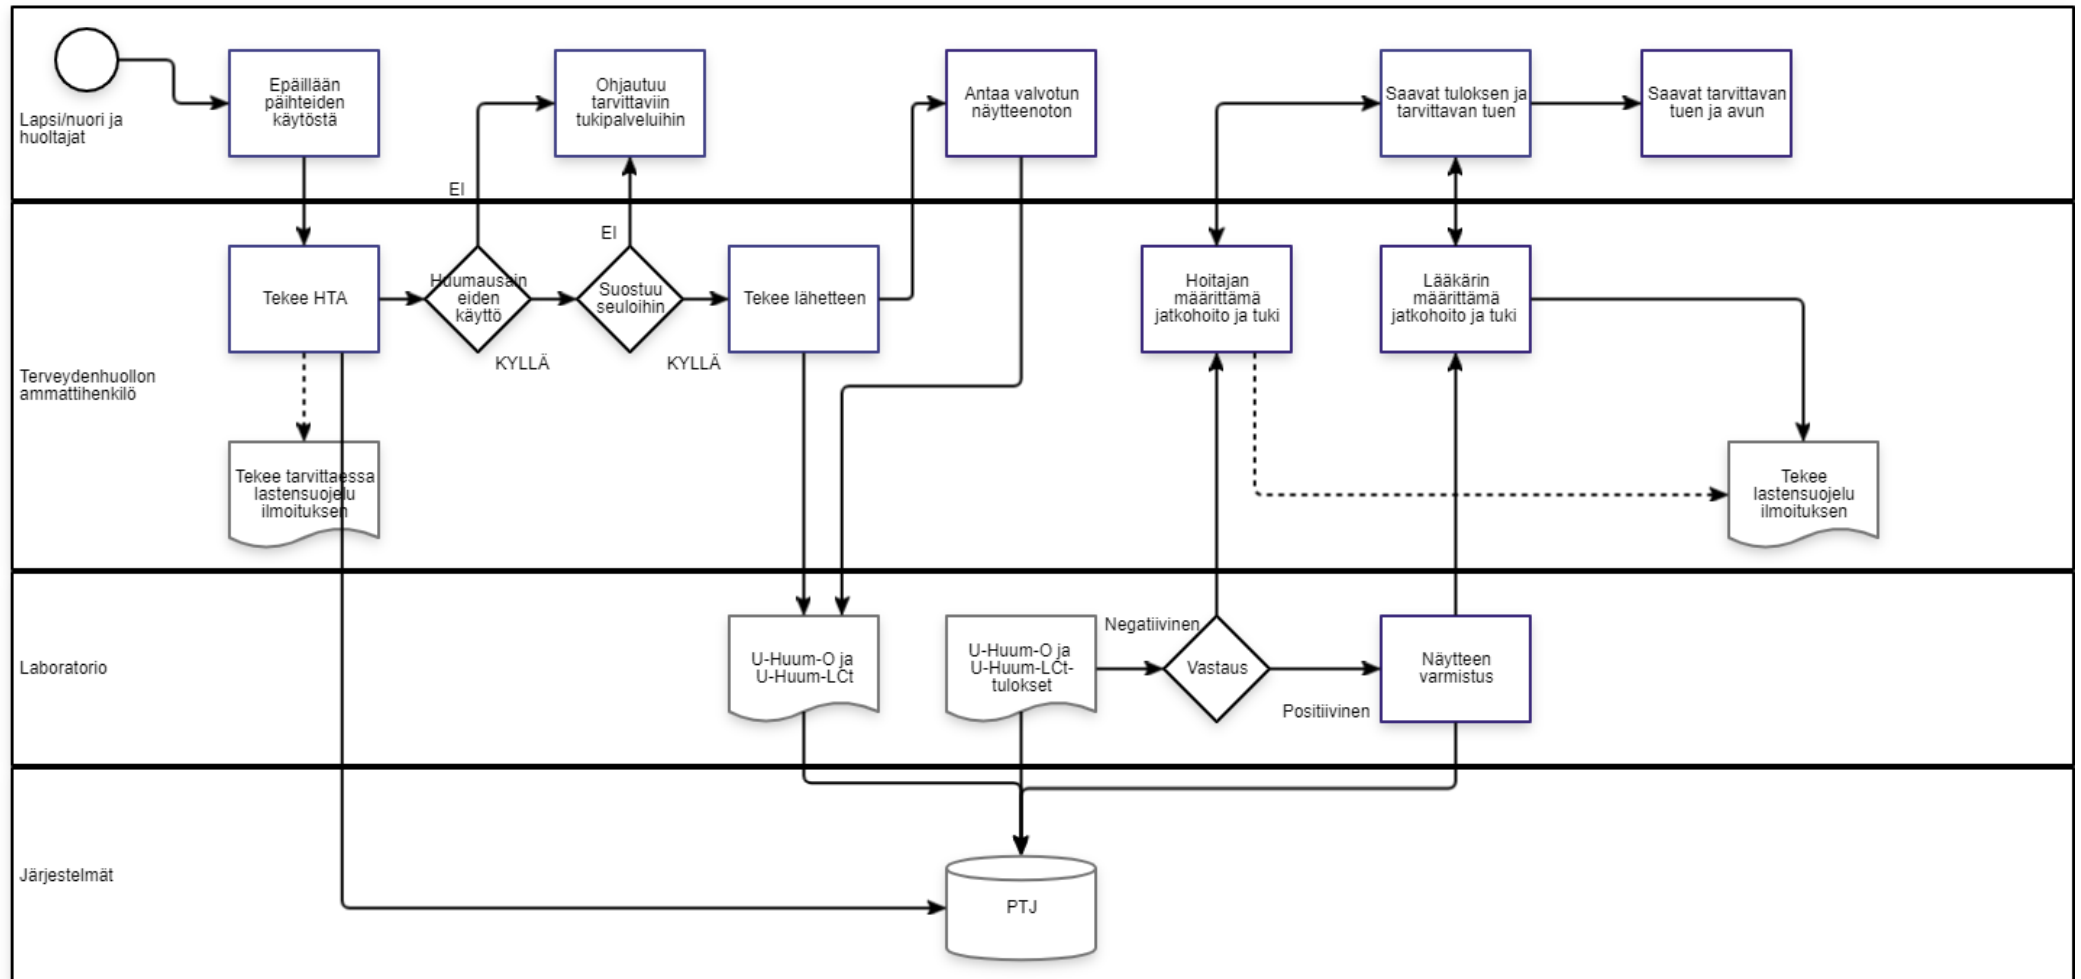 Lapsi/nuori ja
huoltajat
Epäillään
päihteiden
käytöstä
Ohjautuu
tarvittaviin
tukipalveluihin
Antaa valvotun
näytteenoton
Saavat tuloksen ja
tarvittavan tuen
Saavat tarvittavan
tuen ja avun
EI
EI
Terveydenhuollon
ammattihenkilö
Tekee HTA
Huumausain
eiden
käyttö
KYLLÄ
Suostuu
seuloihin
KYLLÄ
Tekee lähetteen
Hoitajan
määrittämä
jatkohoito ja tuki
Lääkärin
määrittämä
jatkohoito ja tuki
Tekee tarvittaessa
lastensuojelu
ilmoituksen
Tekee
lastensuojelu
ilmoituksen
Laboratorio
U-Huum-O ja
U-Huum-LCt
U-Huum-O ja
U-Huum-LCt-
tulokset
Negatiivinen
Vastaus
Positiivinen
Näytteen
varmistus
Järjestelmät
PTJ